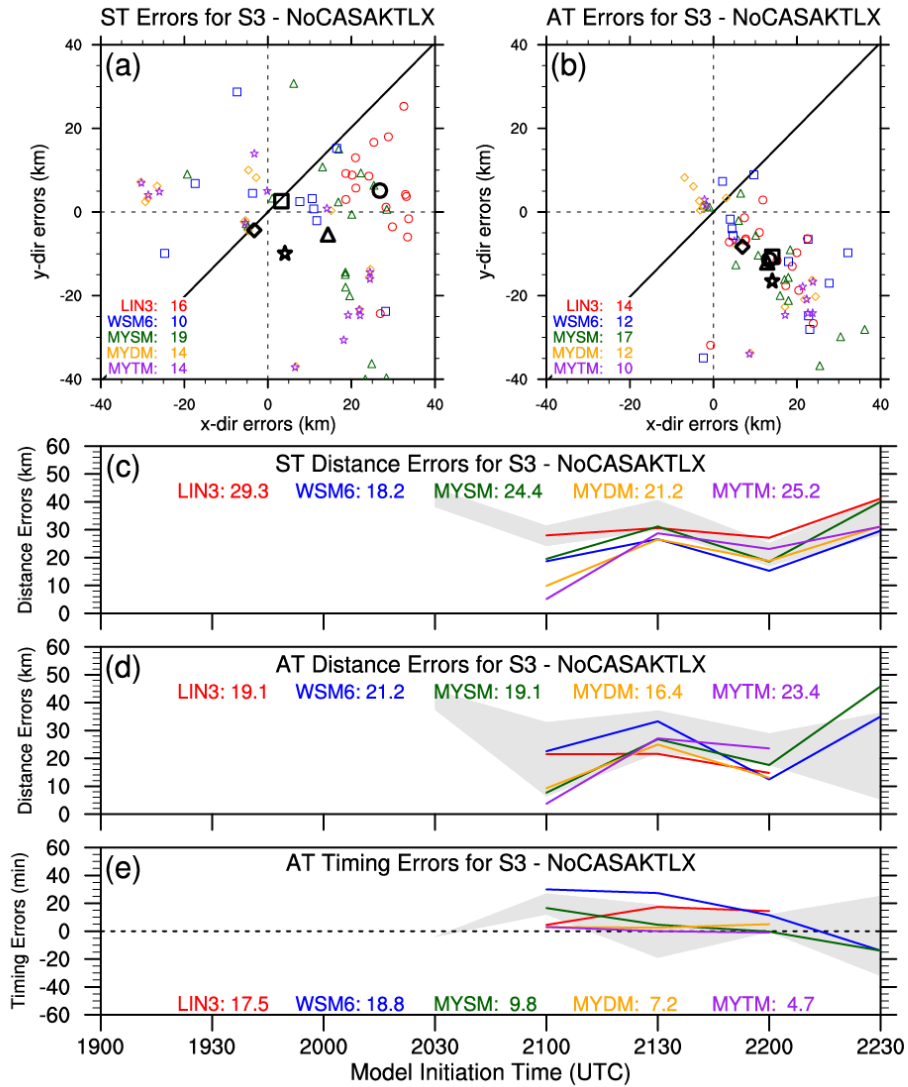 ST Errors for S3 - NoCASAKTLX
AT Errors for S3 - NoCASAKTLX
(a)
40
20
0
-20
-40
y-dir errors (km)
LIN3: 16
WSM6: 10
MYSM: 19
MYDM: 14
MYTM: 14
-40 -20 0 20 40
x-dir errors (km)
(b)
40
20
0
-20
-40
y-dir errors (km)
LIN3: 14
WSM6: 12
MYSM: 17
MYDM: 12
MYTM: 10
-40 -20 0 20 40
x-dir errors (km)
(c)
ST Distance Errors for S3 - NoCASAKTLX
LIN3: 29.3 WSM6: 18.2 MYSM: 24.4 MYDM: 21.2 MYTM: 25.2
60
50
40
30
20
10
0
Distance Errors (km)
(d)
AT Distance Errors for S3 - NoCASAKTLX
LIN3: 19.1 WSM6: 21.2 MYSM: 19.1 MYDM: 16.4 MYTM: 23.4
60
50
40
30
20
10
0
Distance Errors (km)
(e)
AT Timing Errors for S3 - NoCASAKTLX
60
40
20
0
-20
-40
-60
Timing Errors (min)
LIN3: 17.5 WSM6: 18.8 MYSM: 9.8 MYDM: 7.2 MYTM: 4.7
1900 1930 2000 2030 2100 2130 2200 2230
Model Initiation Time (UTC)